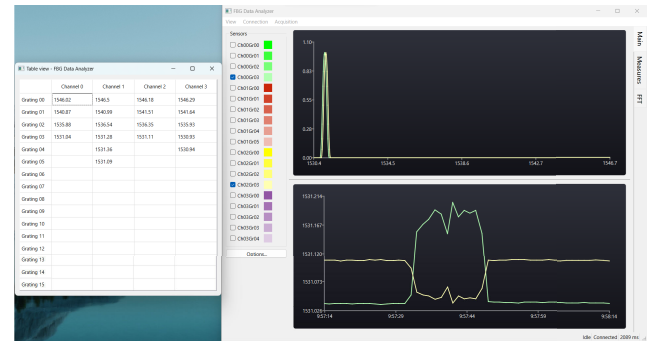 FBG Data Analyzer
View Connection Acquisition
Sensors
Ch00Gr00
Ch00Gr01
Ch00Gr02
Ch00Gr03
Ch01Gr00
Ch01Gr01
Ch01Gr02
Ch01Gr03
Ch01Gr04
Ch01Gr05
Ch02Gr00
Ch02Gr01
Ch02Gr02
Ch02Gr03
Ch03Gr00
Ch03Gr01
Ch03Gr02
Ch03Gr03
Ch03Gr04
Options...
Main
Measures
FFT
1.10
0.83
0.55
0.28
0.00
1530.4 1534.5 1538.6 1542.7 1546.7
1531.214
1531.167
1531.120
1531.073
1531.026
9:57:14 9:57:29 9:57:44 9:57:59 9:58:14
Idle Connected 2089 ms
Table view - FBG Data Analyzer
Channel 0 Channel 1 Channel 2 Channel 3
Grating 00 1546.02 1546.5 1546.18 1546.29
Grating 01 1540.87 1540.99 1541.51 1541.64
Grating 02 1535.88 1536.54 1536.35 1535.93
Grating 03 1531.04 1531.28 1531.11 1530.93
Grating 04 1531.26 1530.94
Grating 05 1531.09
Grating 06
Grating 07
Grating 08
Grating 09
Grating 10
Grating 11
Grating 12
Grating 13
Grating 14
Grating 15